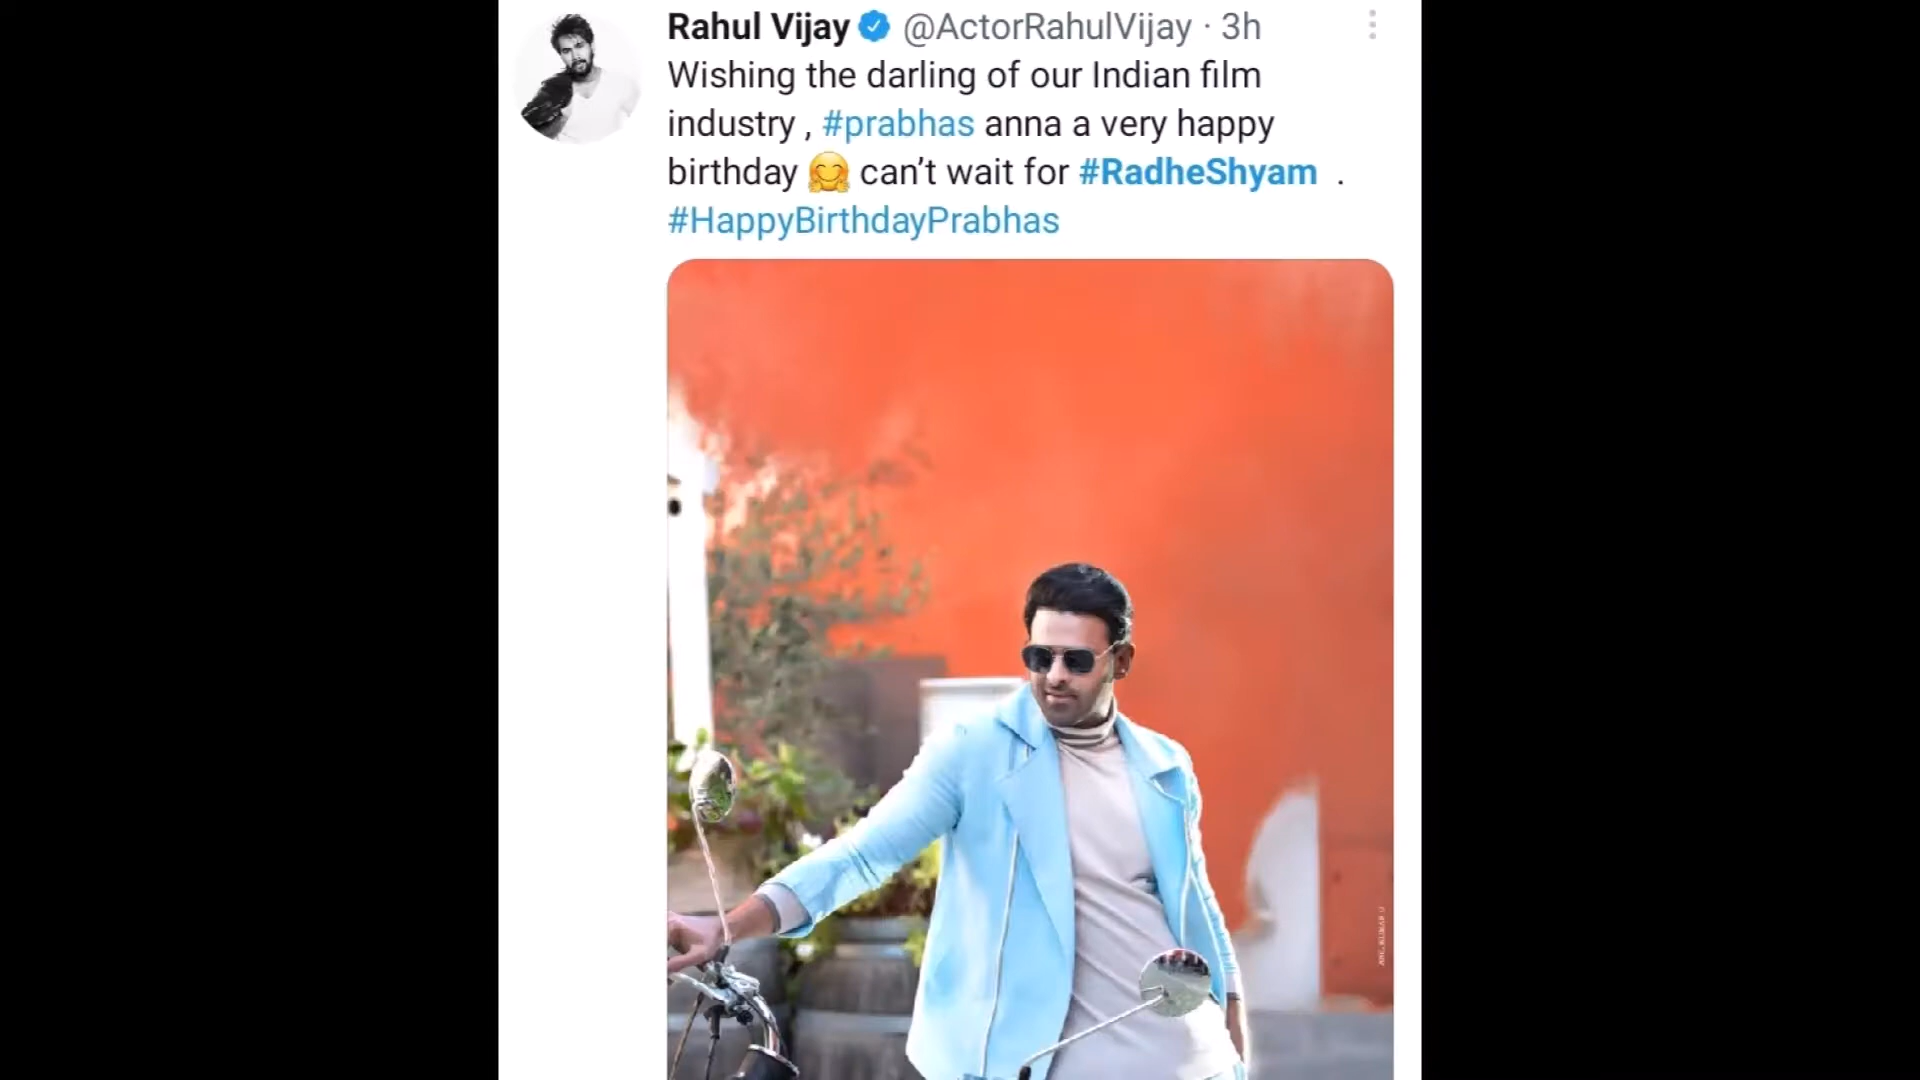 Rahul Vijay @ActorRahulVijay · 3h
Wishing the darling of our Indian film
industry , #prabhas anna a very happy
birthday 🤗 can't wait for #RadheShyam .
#HappyBirthdayPrabhas